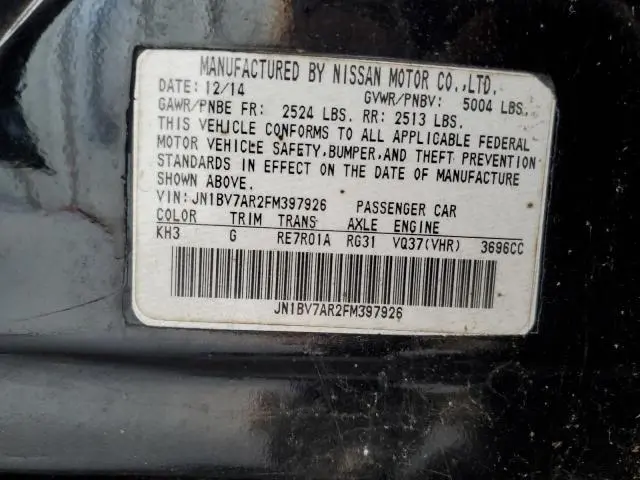 MANUFACTURED BY NISSAN MOTOR CO.,LTD.
DATE: 12/14 GVWR/PNBV: 5004 LBS.
GAWR/PNBE FR: 2524 LBS. RR: 2513 LBS.
THIS VEHICLE CONFORMS TO ALL APPLICABLE FEDERAL
MOTOR VEHICLE SAFETY,BUMPER,AND THEFT PREVENTION
STANDARDS IN EFFECT ON THE DATE OF MANUFACTURE
SHOWN ABOVE.
VIN:JN1BV7AR2FM397926 PASSENGER CAR
COLOR TRIM TRANS AXLE ENGINE
KH3 G RE7R01A RG31 VQ37(VHR) 3696CC
JN1BV7AR2FM397926